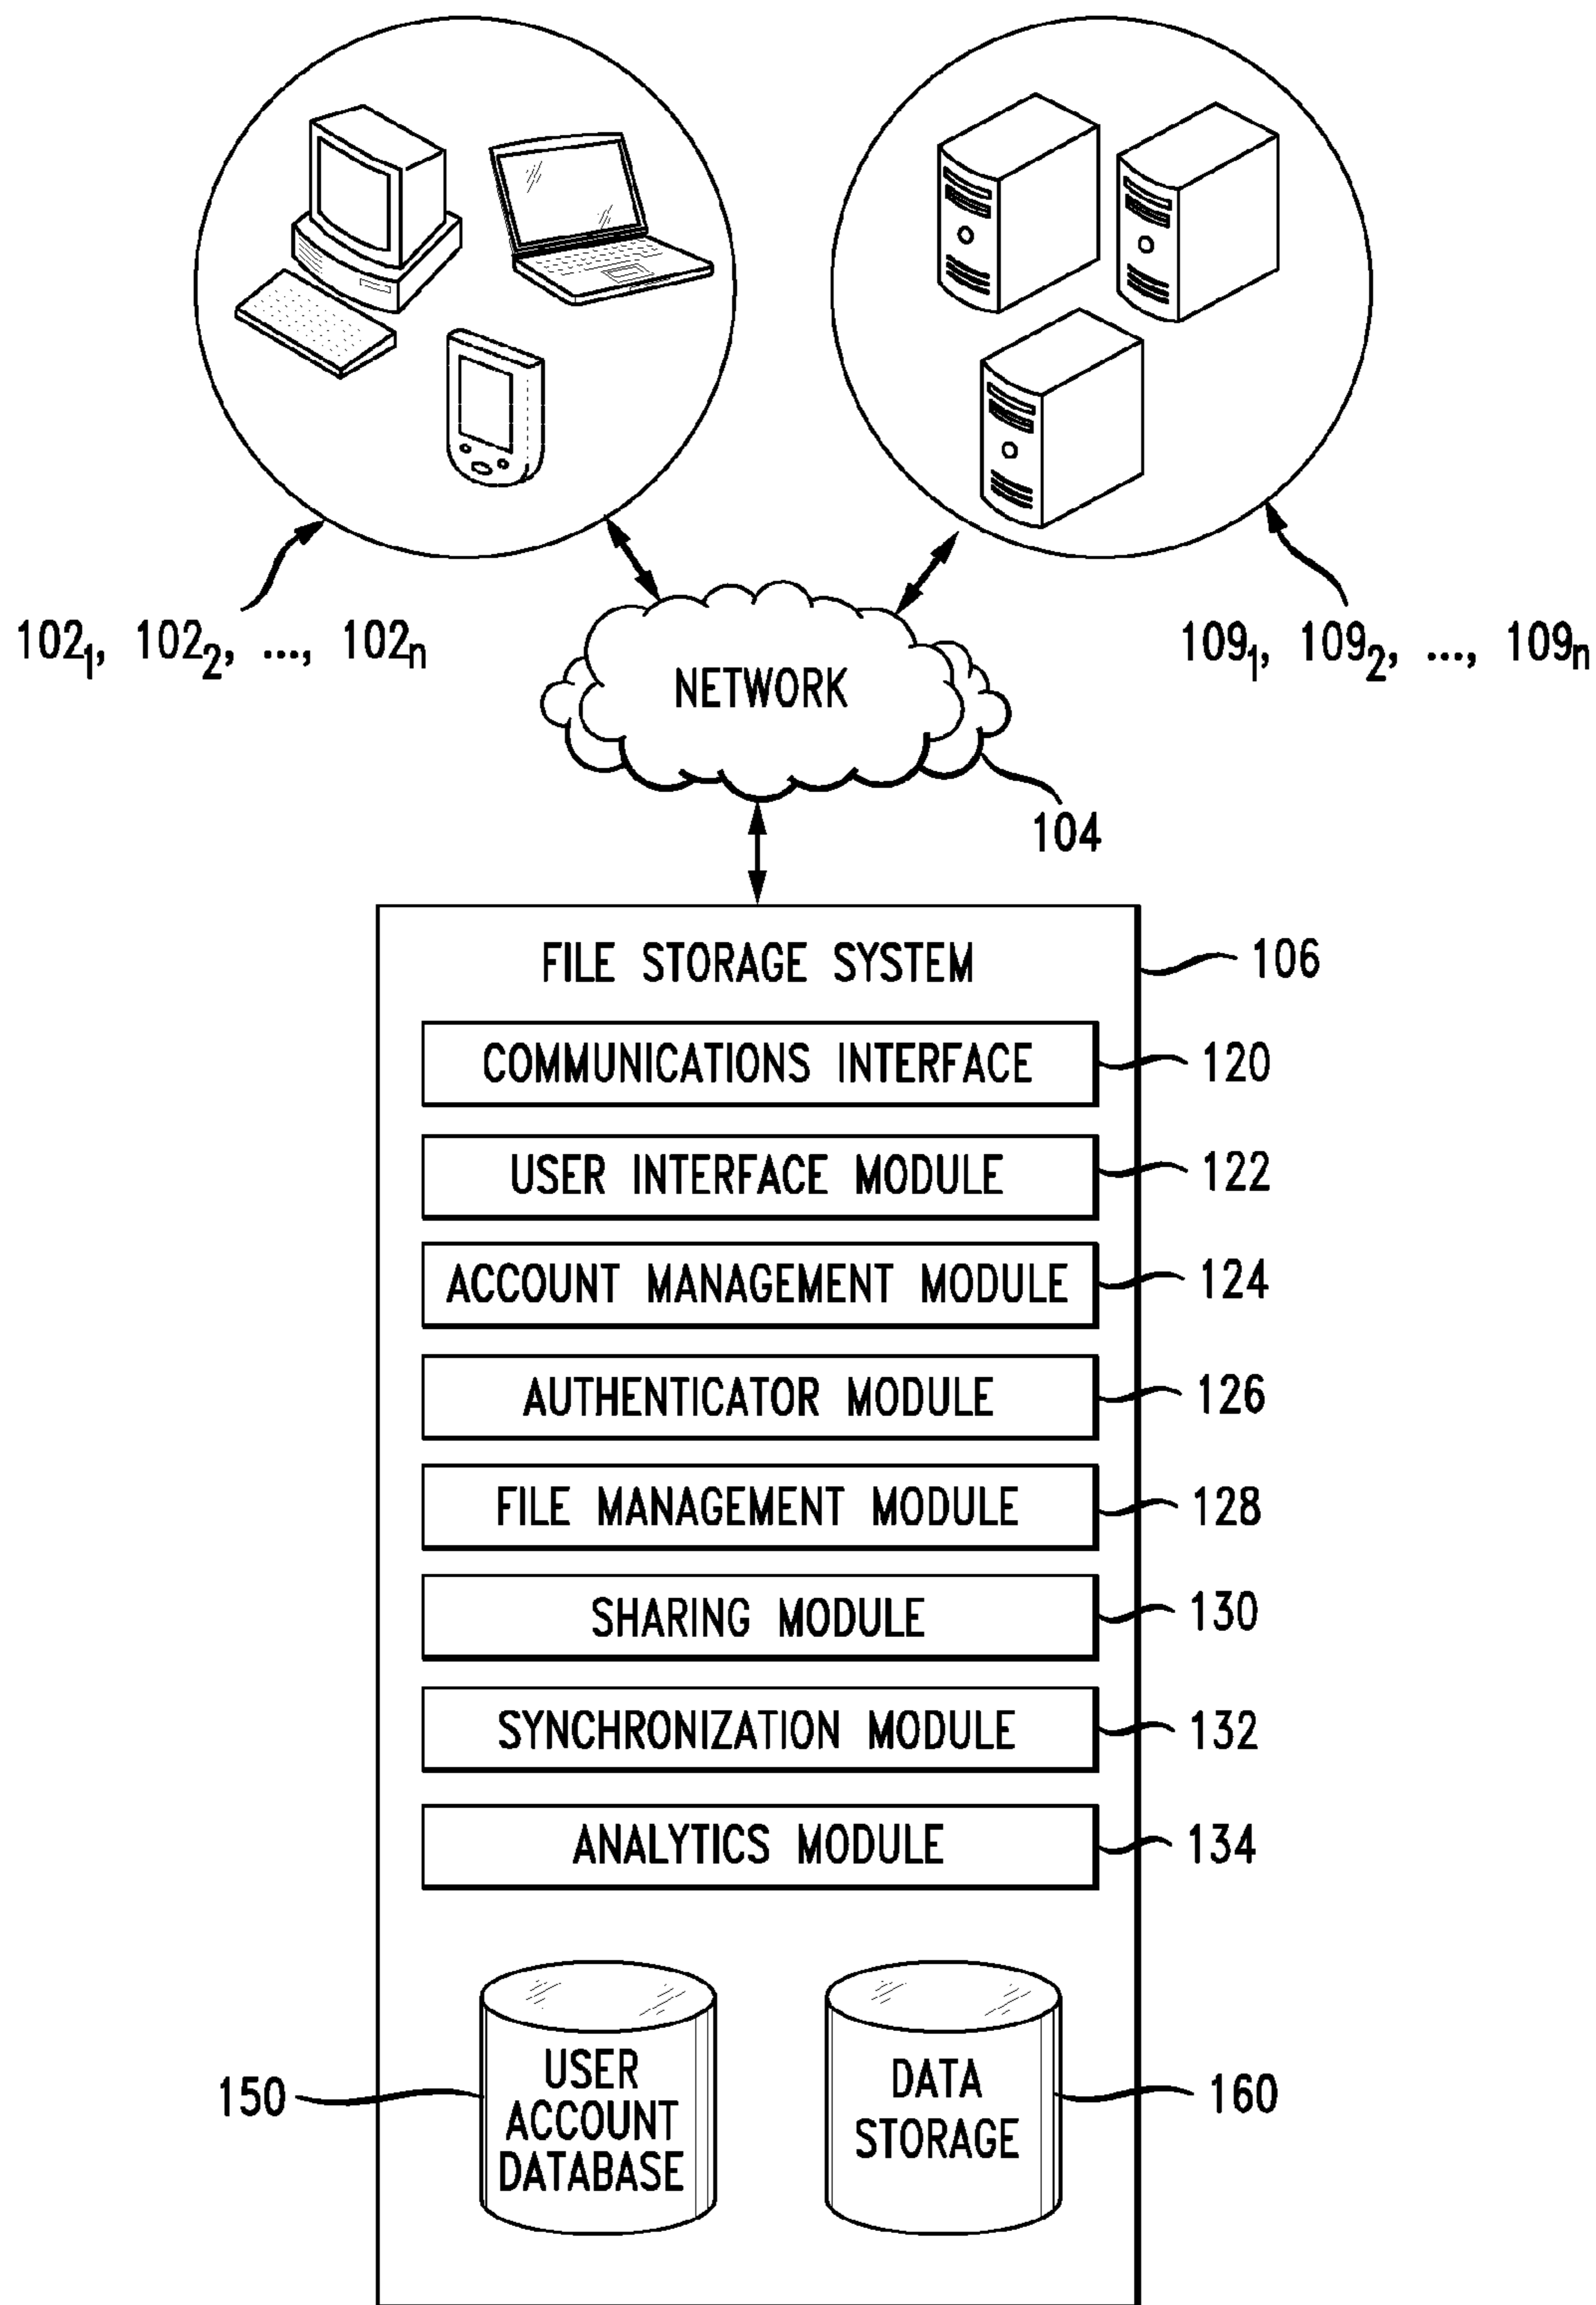 102₁, 102₂, ..., 102ₙ
109₁, 109₂, ..., 109ₙ
NETWORK
104
FILE STORAGE SYSTEM
106
COMMUNICATIONS INTERFACE
120
USER INTERFACE MODULE
122
ACCOUNT MANAGEMENT MODULE
124
AUTHENTICATOR MODULE
126
FILE MANAGEMENT MODULE
128
SHARING MODULE
130
SYNCHRONIZATION MODULE
132
ANALYTICS MODULE
134
150
USER
ACCOUNT
DATABASE
DATA
STORAGE
160